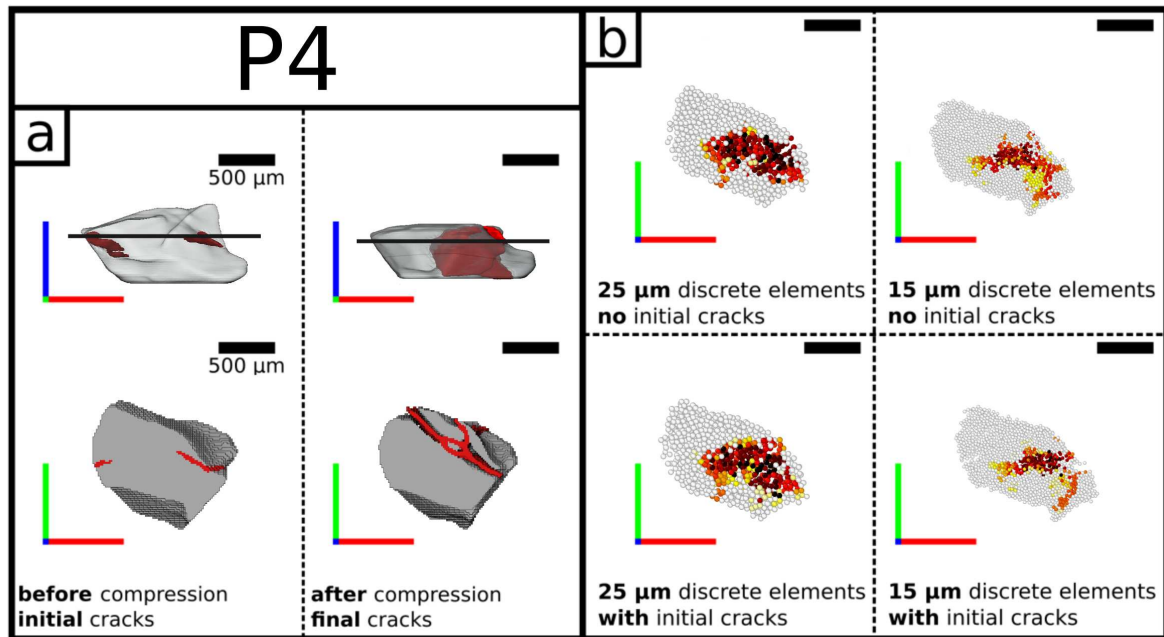 P4
a
500 µm
500 µm
before compression
initial cracks
after compression
final cracks
b
25 µm discrete elements
no initial cracks
15 µm discrete elements
no initial cracks
25 µm discrete elements
with initial cracks
15 µm discrete elements
with initial cracks